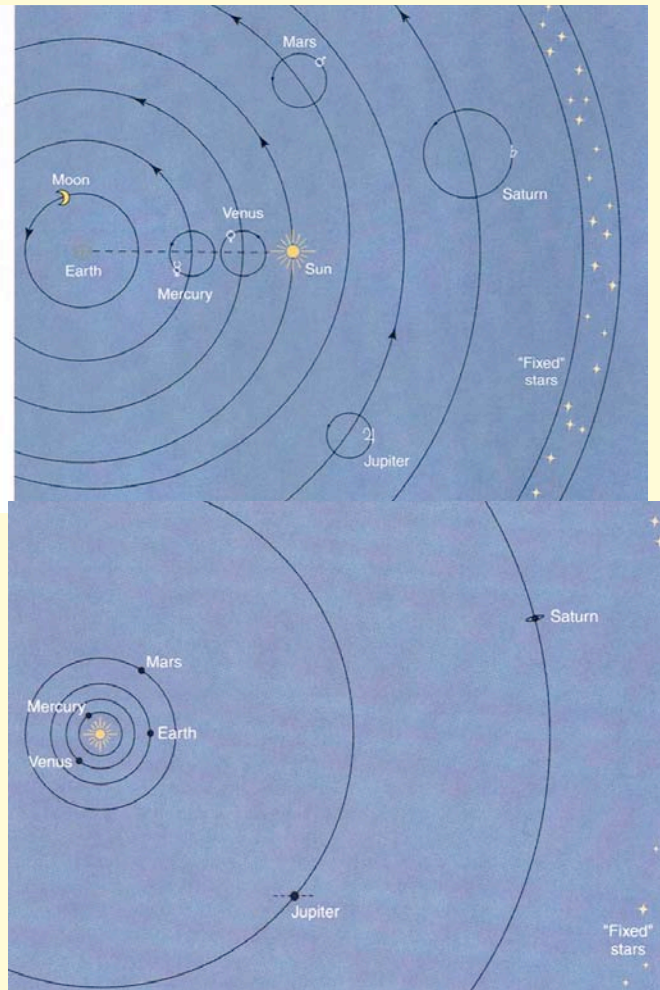 Mars
Moon
Venus
Saturn
Earth
Sun
Mercury
"Fixed"
stars
Jupiter
Saturn
Mars
Mercury
Earth
Venus
Jupiter
"Fixed"
stars